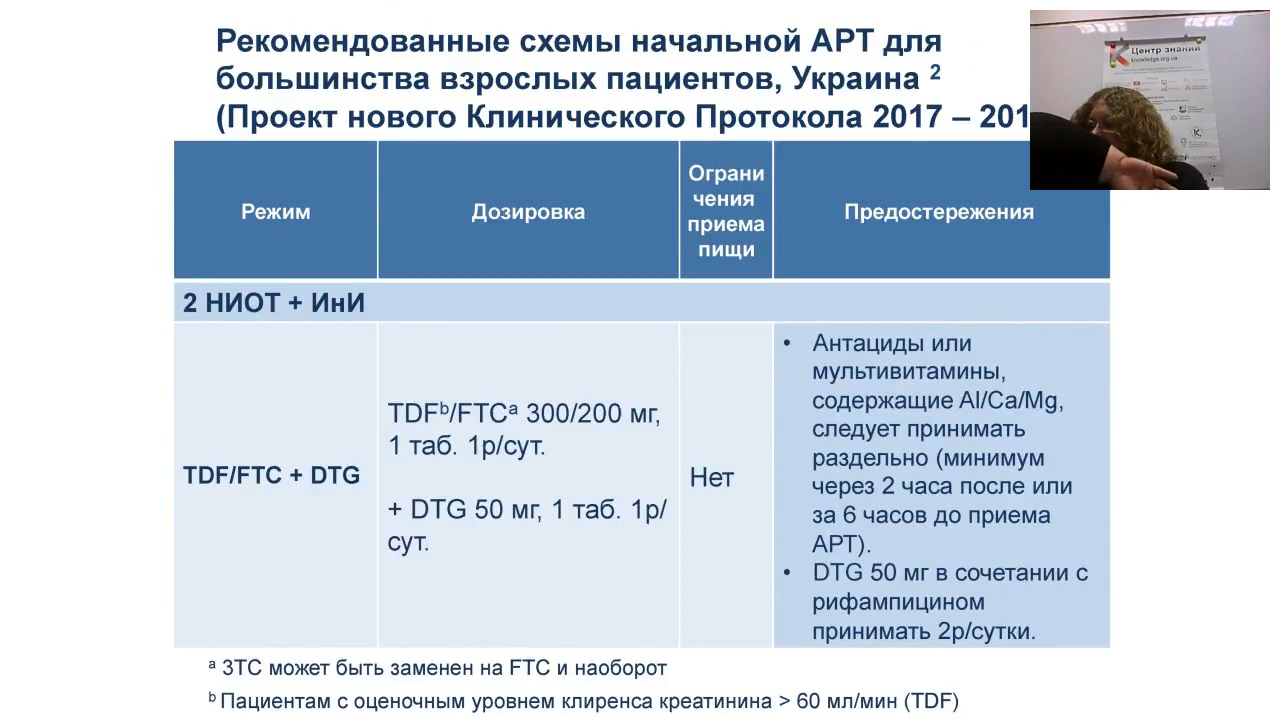 Рекомендованные схемы начальной АРТ для
большинства взрослых пациентов, Украина ²
(Проект нового Клинического Протокола 2017 – 201
Центр знаний
knowledge.org.ua
Режим
Дозировка
Ограни
чения
приема
пищи
Предостережения
2 НИОТ + ИнИ
TDF/FTC + DTG
TDFᵇ/FTCᵃ 300/200 мг,
1 таб. 1р/сут.
+ DTG 50 мг, 1 таб. 1р/
сут.
Нет
• Антациды или
мультивитамины,
содержащие Al/Ca/Mg,
следует принимать
раздельно (минимум
через 2 часа после или
за 6 часов до приема
АРТ).
• DTG 50 мг в сочетании с
рифампицином
принимать 2р/сутки.
ᵃ 3TC может быть заменен на FTC и наоборот
ᵇ Пациентам с оценочным уровнем клиренса креатинина > 60 мл/мин (TDF)